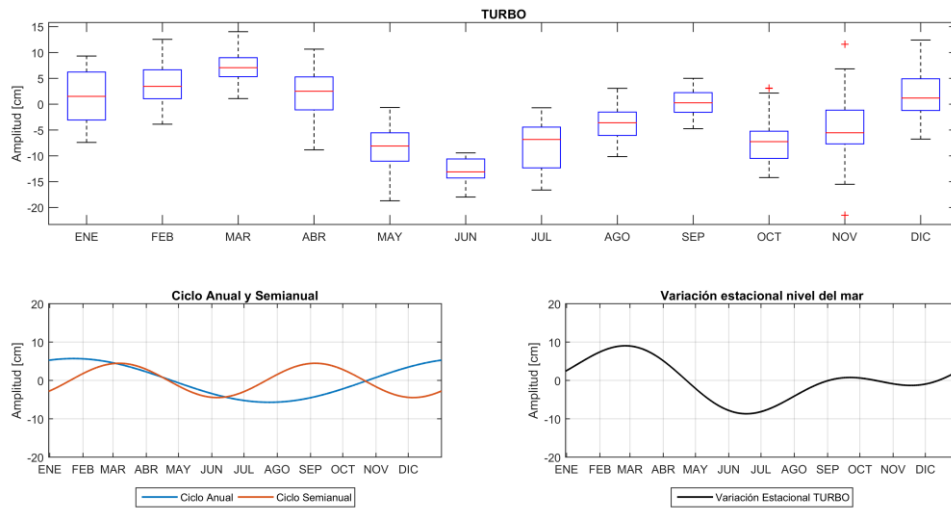 TURBO
Amplitud [cm]
15
10
5
0
-5
-10
-15
-20
ENE FEB MAR ABR MAY JUN JUL AGO SEP OCT NOV DIC
Ciclo Anual y Semianual
Amplitud [cm]
20
10
0
-10
-20
ENE FEB MAR ABR MAY JUN JUL AGO SEP OCT NOV DIC
Ciclo Anual Ciclo Semianual
Variación estacional nivel del mar
Amplitud [cm]
20
10
0
-10
-20
ENE FEB MAR ABR MAY JUN JUL AGO SEP OCT NOV DIC
Variación Estacional TURBO